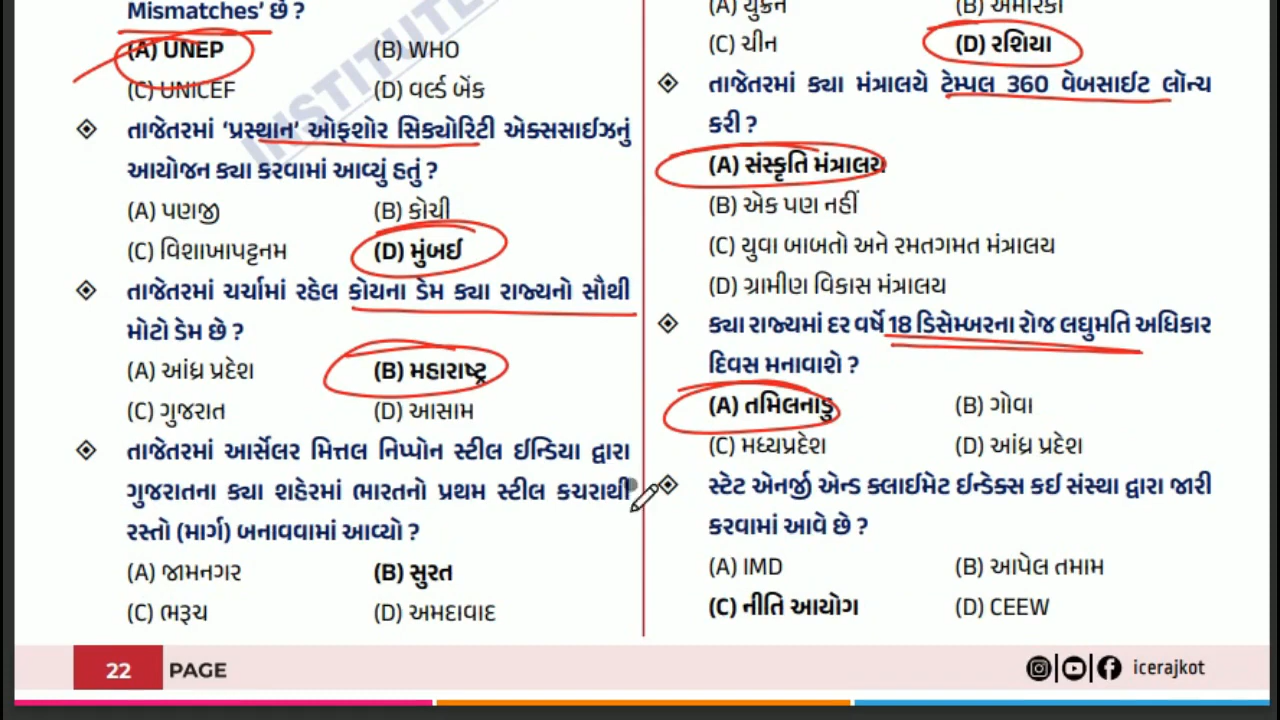 Mismatches’ છે ?
(A) UNEP (B) WHO
(C) UNICEF (D) વર્લ્ડ બેંક
તાજેતરમાં ‘પ્રસ્થાન’ ઓફશોર સિક્યોરિટી એક્સસાઈઝનું
આયોજન ક્યા કરવામાં આવ્યું હતું ?
(A) પણજી (B) કોચી
(C) વિશાખાપટ્ટનમ (D) મુંબઈ
તાજેતરમાં ચર્ચામાં રહેલ કોયના ડેમ ક્યા રાજ્યનો સૌથી
મોટો ડેમ છે ?
(A) આંધ્ર પ્રદેશ (B) મહારાષ્ટ્ર
(C) ગુજરાત (D) આસામ
તાજેતરમાં આર્સેલર મિત્તલ નિપ્પોન સ્ટીલ ઈન્ડિયા દ્વારા
ગુજરાતના ક્યા શહેરમાં ભારતનો પ્રથમ સ્ટીલ કચરાથી
રસ્તો (માર્ગ) બનાવવામાં આવ્યો ?
(A) જામનગર (B) સુરત
(C) ભરૂચ (D) અમદાવાદ
(A) યુક્રેન (B) અમેરિકા
(C) ચીન (D) રશિયા
તાજેતરમાં ક્યા મંત્રાલયે ટેમ્પલ 360 વેબસાઈટ લૉન્ચ
કરી ?
(A) સંસ્કૃતિ મંત્રાલય
(B) એક પણ નહીં
(C) યુવા બાબતો અને રમતગમત મંત્રાલય
(D) ગ્રામીણ વિકાસ મંત્રાલય
ક્યા રાજ્યમાં દર વર્ષે 18 ડિસેમ્બરના રોજ લઘુમતિ અધિકાર
દિવસ મનાવાશે ?
(A) તમિલનાડુ (B) ગોવા
(C) મધ્યપ્રદેશ (D) આંધ્ર પ્રદેશ
સ્ટેટ એનર્જી એન્ડ ક્લાઈમેટ ઈન્ડેક્સ કઈ સંસ્થા દ્વારા જારી
કરવામાં આવે છે ?
(A) IMD (B) આપેલ તમામ
(C) નીતિ આયોગ (D) CEEW
INSTITUTE
22 PAGE
icerajkot